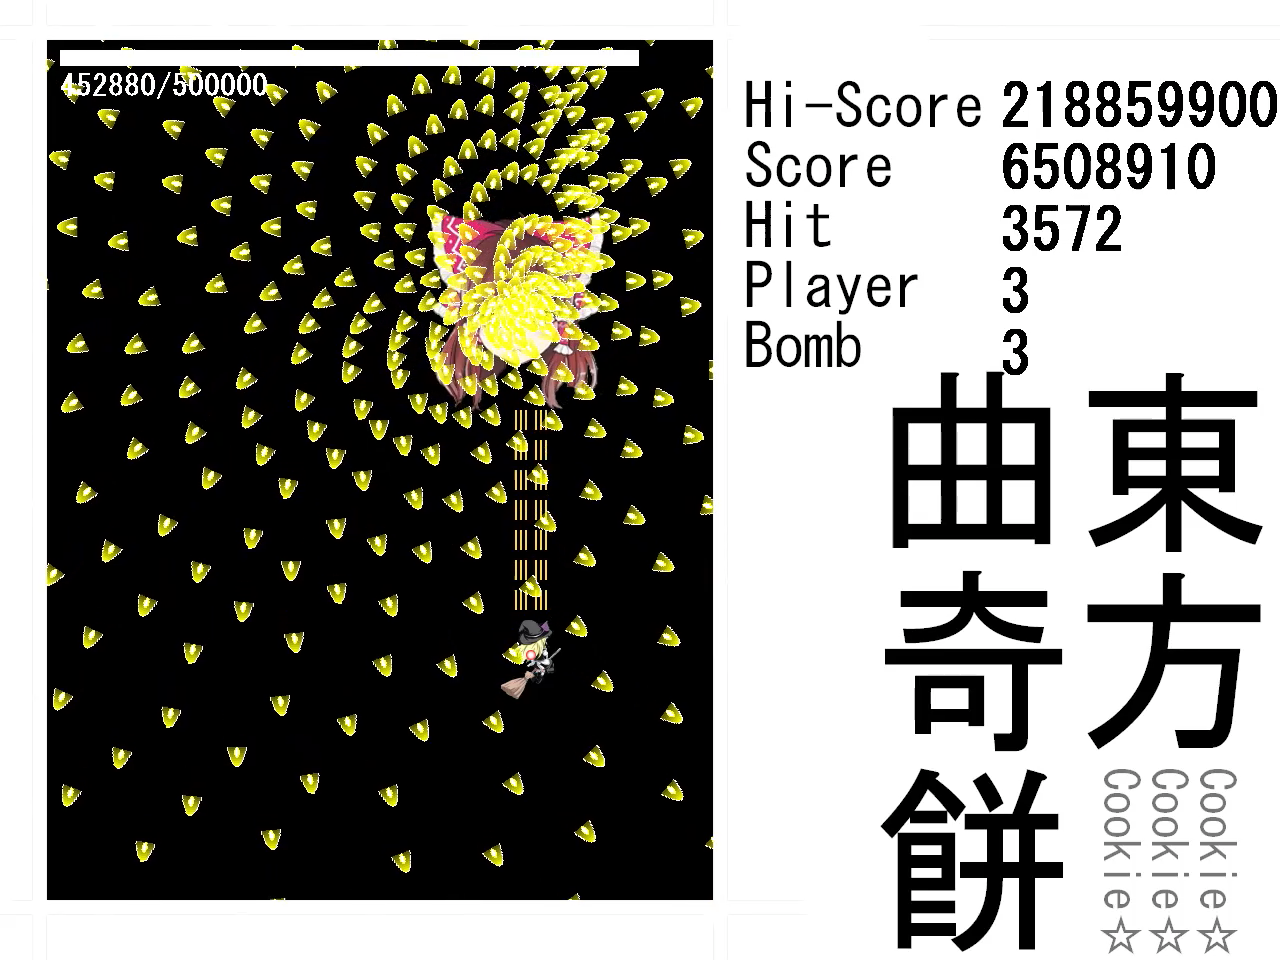 452880/500000
Hi-Score 218859900
Score 6508910
Hit 3572
Player 3
Bomb 3
東方
曲奇餅
Cookie☆
Cookie☆
Cookie☆